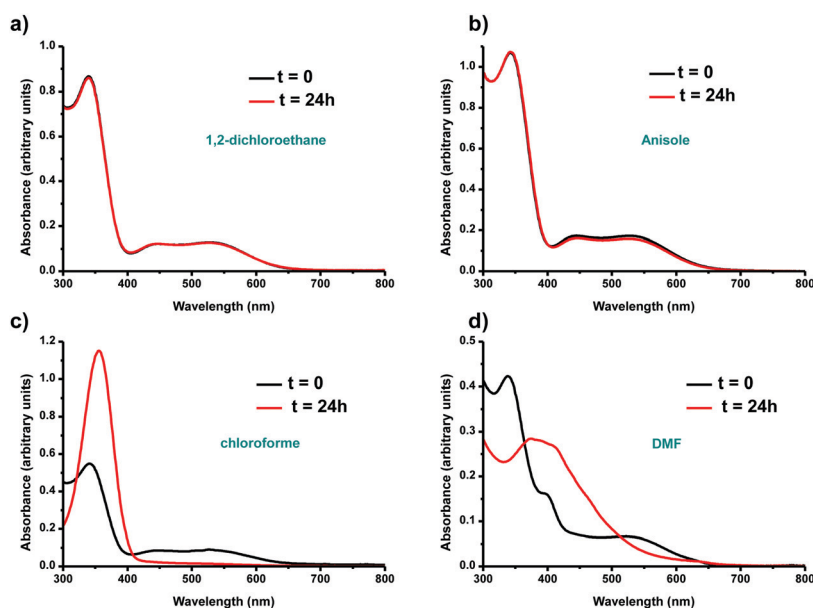 a)
1.0
0.8
0.6
0.4
0.2
0.0
300 400 500 600 700 800
Absorbance (arbitrary units)
Wavelength (nm)
t = 0
t = 24h
1,2-dichloroethane
b)
1.0
0.8
0.6
0.4
0.2
0.0
300 400 500 600 700 800
Absorbance (arbitrary units)
Wavelength (nm)
t = 0
t = 24h
Anisole
c)
1.2
1.0
0.8
0.6
0.4
0.2
0.0
300 400 500 600 700 800
Absorbance (arbitrary units)
Wavelength (nm)
t = 0
t = 24h
chloroforme
d)
0.5
0.4
0.3
0.2
0.1
0.0
300 400 500 600 700 800
Absorbance (arbitrary units)
Wavelength (nm)
t = 0
t = 24h
DMF